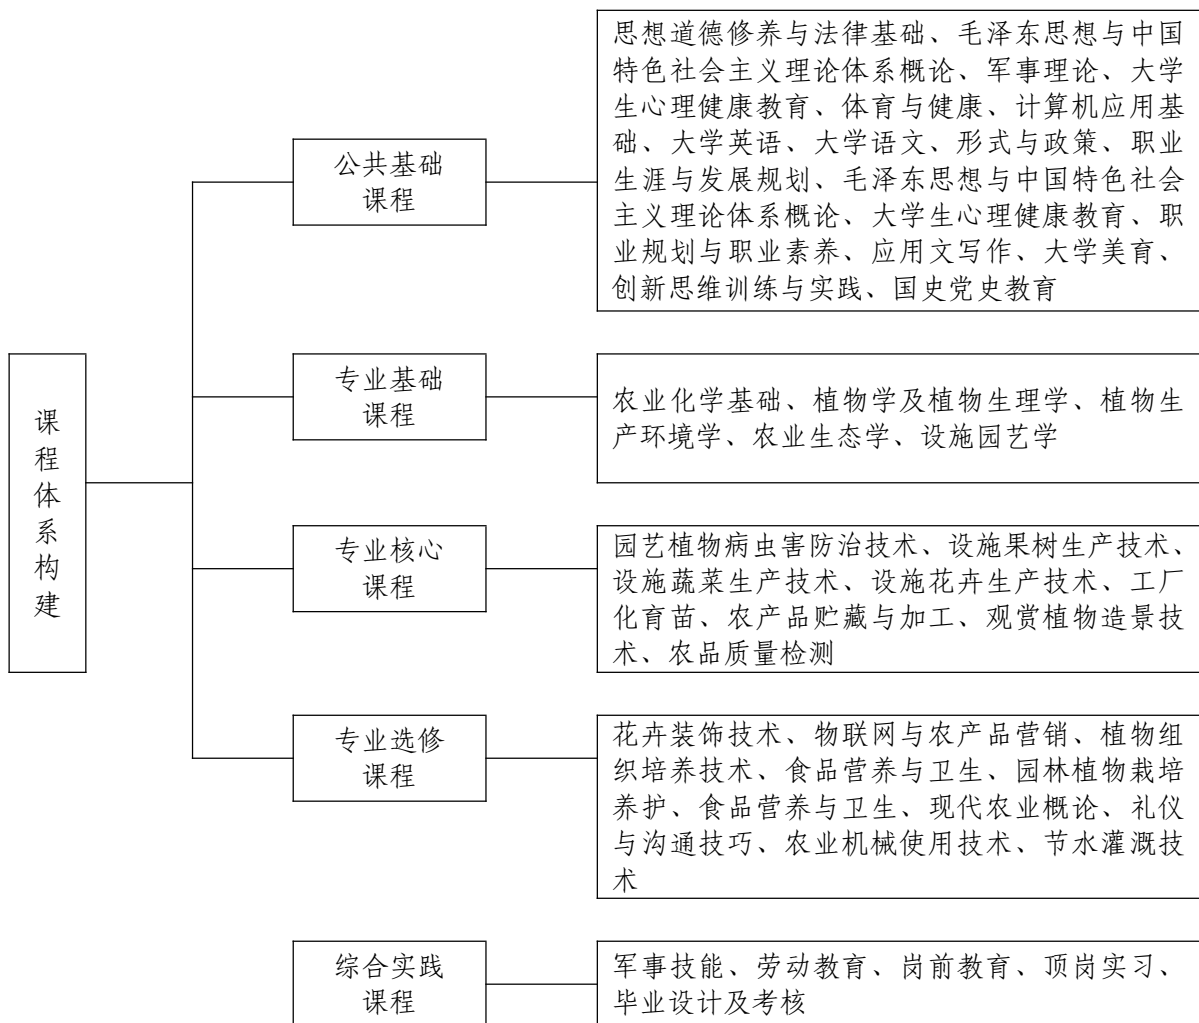 课程体系构建
公共基础
课程
思想道德修养与法律基础、毛泽东思想与中国
特色社会主义理论体系概论、军事理论、大学
生心理健康教育、体育与健康、计算机应用基
础、大学英语、大学语文、形式与政策、职业
生涯与发展规划、毛泽东思想与中国特色社会
主义理论体系概论、大学生心理健康教育、职
业规划与职业素养、应用文写作、大学美育、
创新思维训练与实践、国史党史教育
专业基础
课程
农业化学基础、植物学及植物生理学、植物生
产环境学、农业生态学、设施园艺学
专业核心
课程
园艺植物病虫害防治技术、设施果树生产技术、
设施蔬菜生产技术、设施花卉生产技术、工厂
化育苗、农产品贮藏与加工、观赏植物造景技
术、农品质量检测
专业选修
课程
花卉装饰技术、物联网与农产品营销、植物组
织培养技术、食品营养与卫生、园林植物栽培
养护、食品营养与卫生、现代农业概论、礼仪
与沟通技巧、农业机械使用技术、节水灌溉技
术
综合实践
课程
军事技能、劳动教育、岗前教育、顶岗实习、
毕业设计及考核